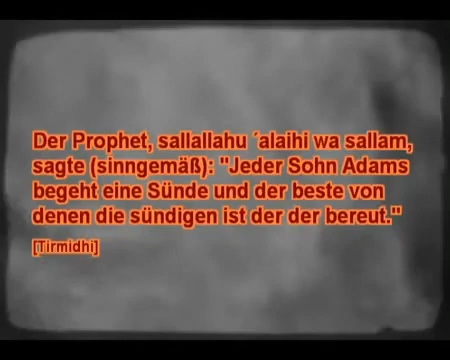 Der Prophet, sallallahu ´alaihi wa sallam,
sagte (sinngemäß): "Jeder Sohn Adams
begeht eine Sünde und der beste von
denen die sündigen ist der der bereut."
[Tirmidhi]